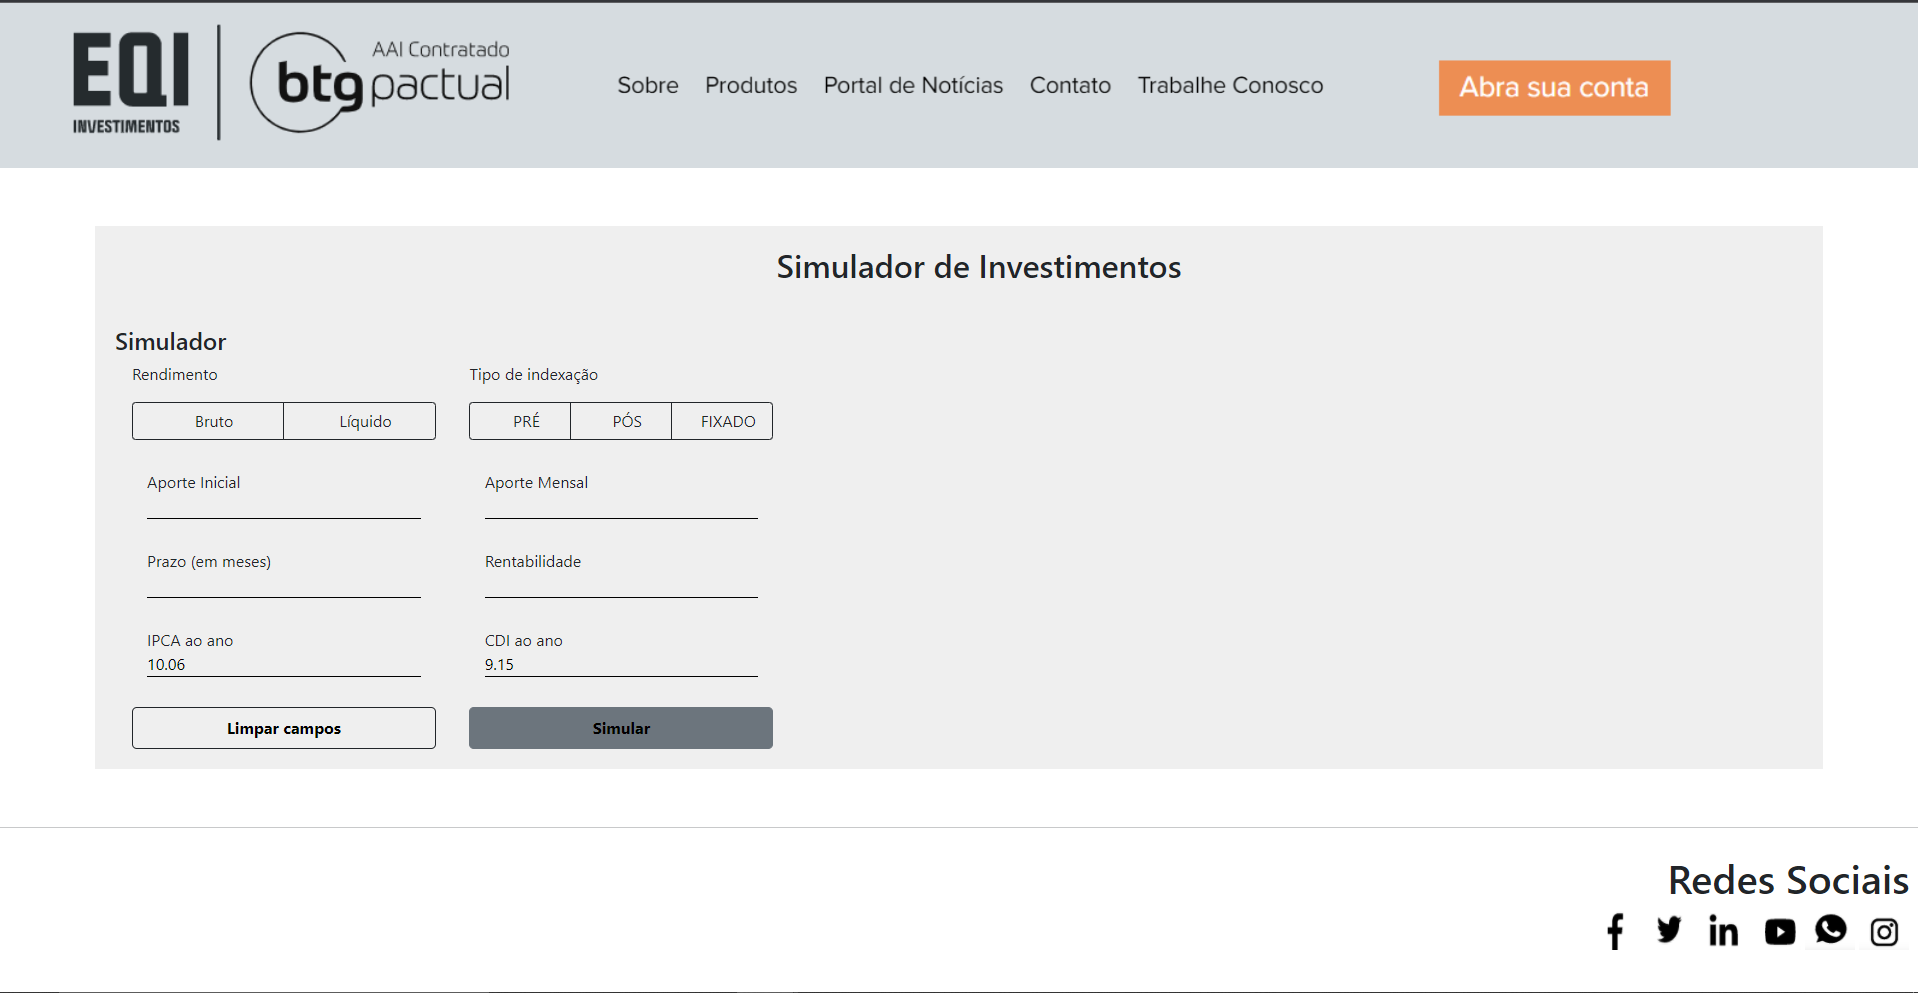 EQI
INVESTIMENTOS
AAI Contratado
btg pactual
Sobre Produtos Portal de Notícias Contato Trabalhe Conosco
Abra sua conta
Simulador de Investimentos
Simulador
Rendimento Tipo de indexação
Bruto Líquido PRÉ PÓS FIXADO
Aporte Inicial Aporte Mensal
Prazo (em meses) Rentabilidade
IPCA ao ano CDI ao ano
10.06 9.15
Limpar campos Simular
Redes Sociais